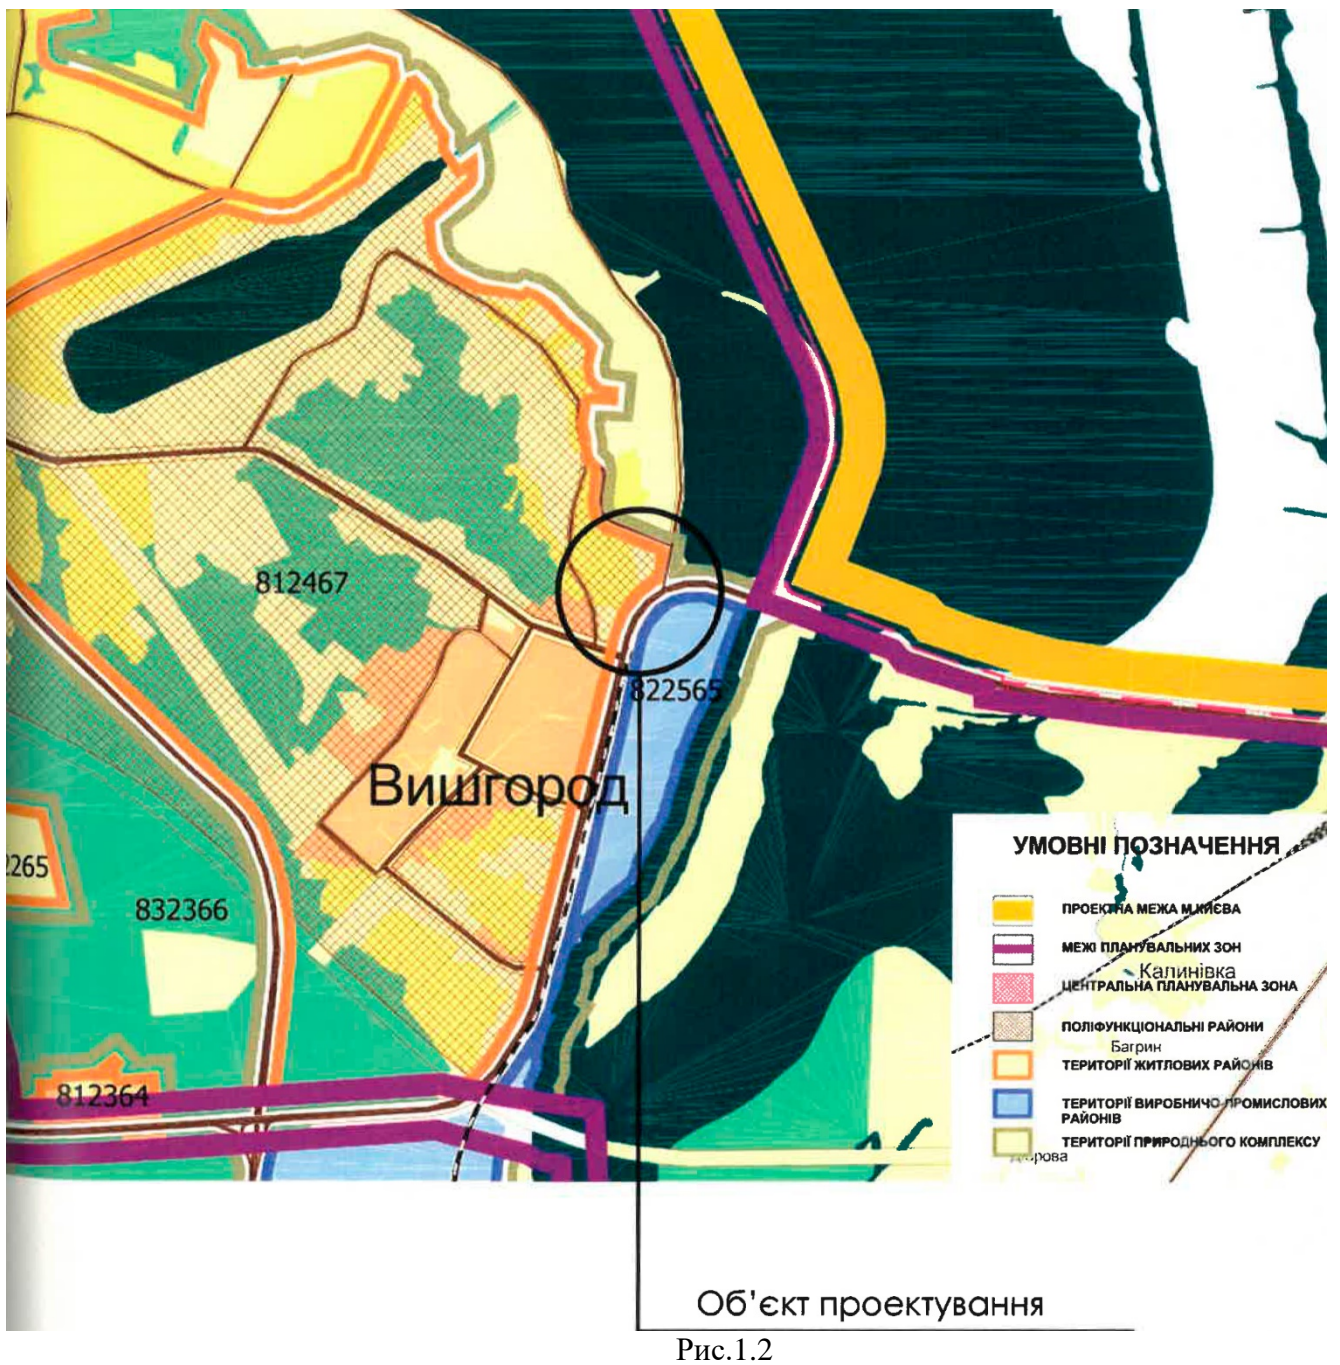 812467
822565
Вишгород
2265
832366
812364
УМОВНІ ПОЗНАЧЕННЯ
ПРОЕКТНА МЕЖА М.КИЄВА
МЕЖІ ПЛАНУВАЛЬНИХ ЗОН
Калинівка
ЦЕНТРАЛЬНА ПЛАНУВАЛЬНА ЗОНА
ПОЛІФУНКЦІОНАЛЬНІ РАЙОНИ
Багрин
ТЕРИТОРІЇ ЖИТЛОВИХ РАЙОНІВ
ТЕРИТОРІЇ ВИРОБНИЧО-ПРОМИСЛОВИХ
РАЙОНІВ
ТЕРИТОРІЇ ПРИРОДНЬОГО КОМПЛЕКСУ
Об’єкт проектування
Рис.1.2